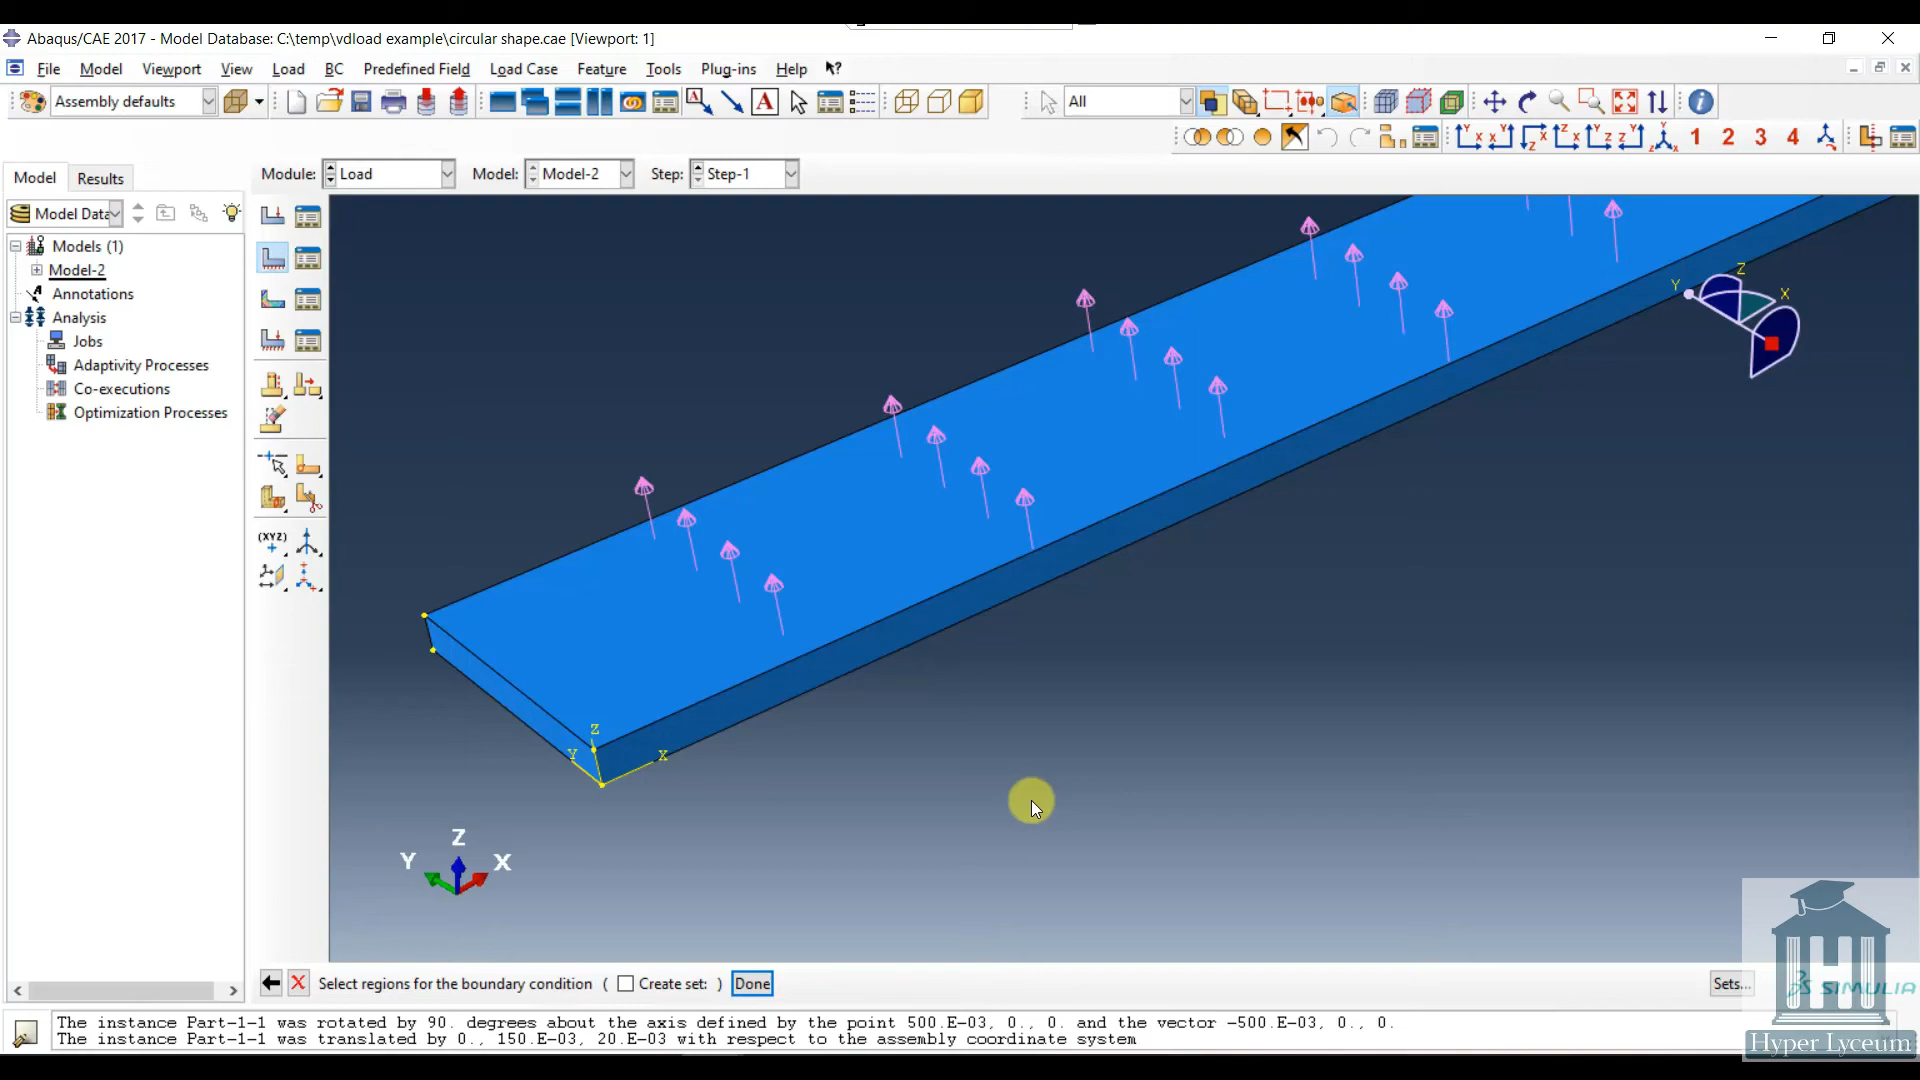 Abaqus/CAE 2017 - Model Database: C:\temp\vdload example\circular shape.cae [Viewport: 1]
File Model Viewport View Load BC Predefined Field Load Case Feature Tools Plug-ins Help
Assembly defaults All
1 2 3 4
Model Results Module: Load Model: Model-2 Step: Step-1
Model Data
Models (1)
Model-2
Annotations
Analysis
Jobs
Adaptivity Processes
Co-executions
Optimization Processes
(XYZ)
Z
Y X
Z
Y X
Z
Y X
Select regions for the boundary condition ( Create set: ) Done Sets...
SIMULIA
The instance Part-1-1 was rotated by 90. degrees about the axis defined by the point 500.E-03, 0., 0. and the vector -500.E-03, 0., 0.
The instance Part-1-1 was translated by 0., 150.E-03, 20.E-03 with respect to the assembly coordinate system
Hyper Lyceum